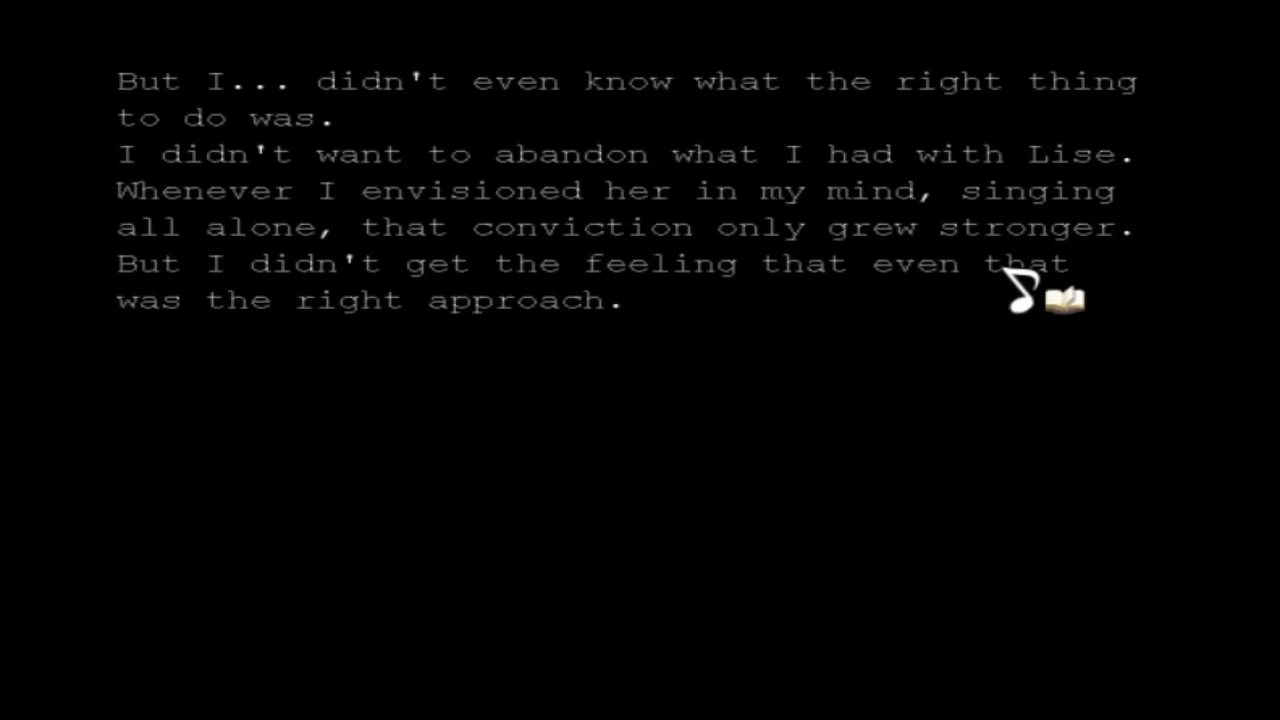 But I... didn't even know what the right thing
to do was.
I didn't want to abandon what I had with Lise.
Whenever I envisioned her in my mind, singing
all alone, that conviction only grew stronger.
But I didn't get the feeling that even that
was the right approach.